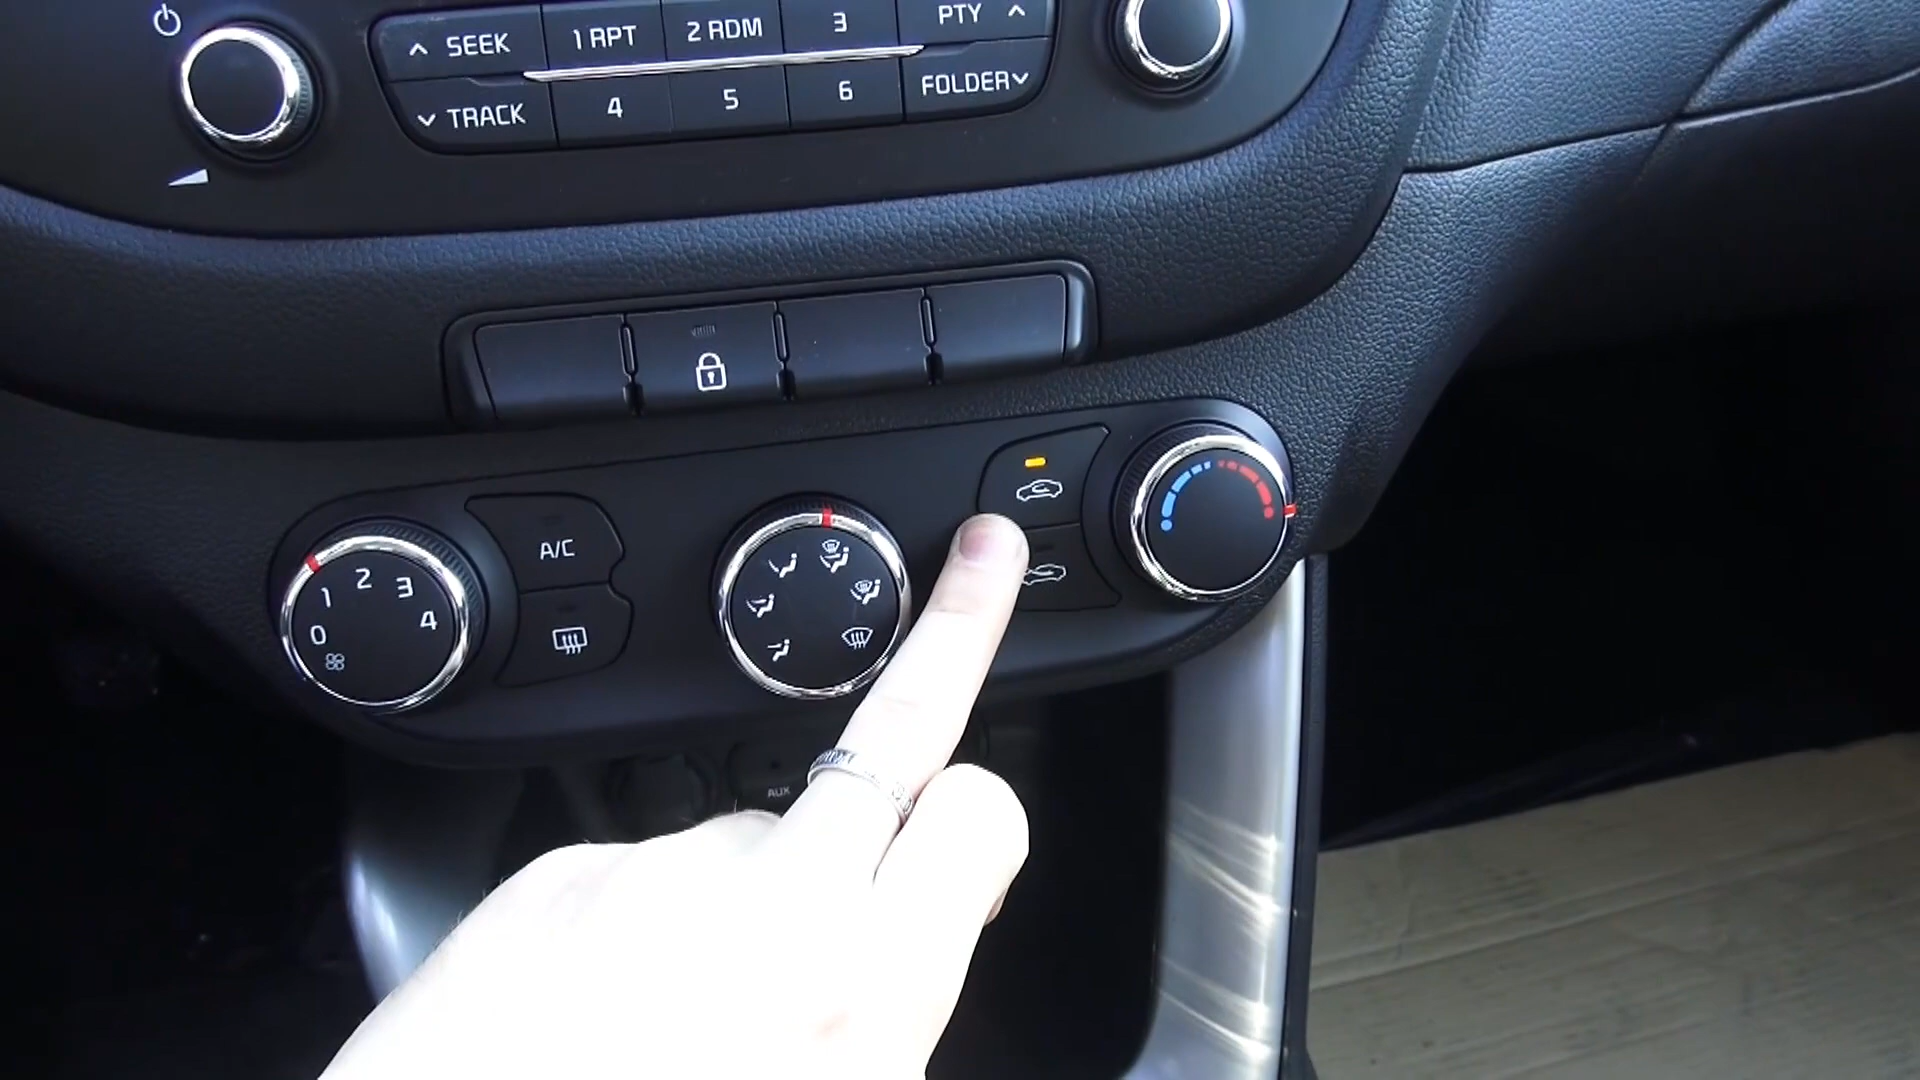 SEEK 1 RPT 2 RDM 3 PTY
TRACK 4 5 6 FOLDER
A/C
0 1 2 3 4
AUX